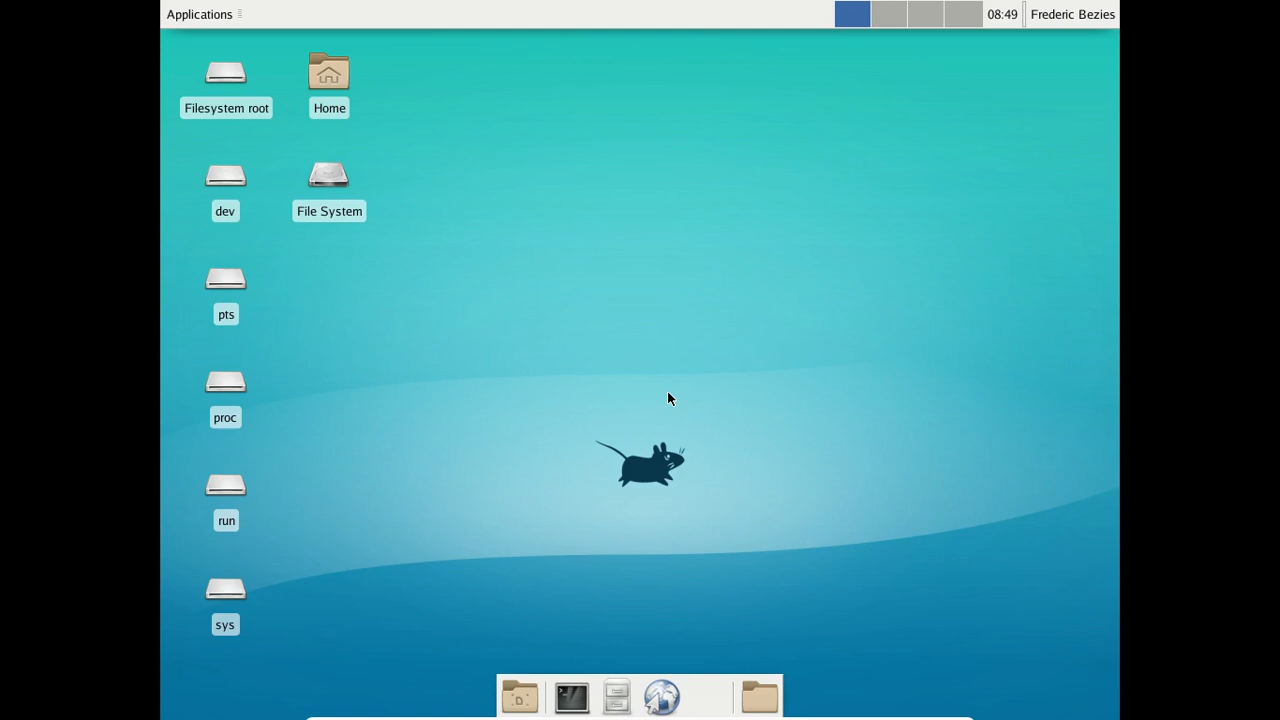 Applications
08:49
Frederic Bezies
Filesystem root
Home
dev
File System
pts
proc
run
sys